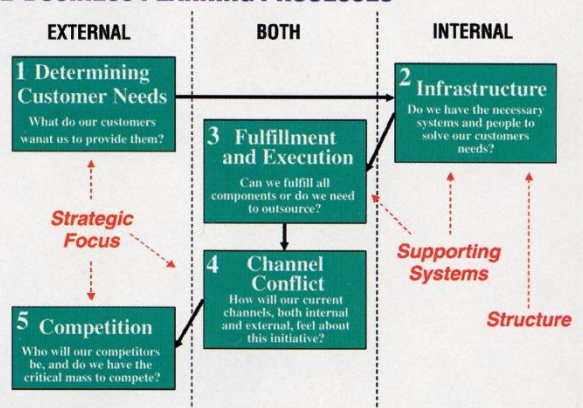 EXTERNAL
BOTH
INTERNAL
1 Determining
Customer Needs
What do our customers
wanat us to provide them?
2 Infrastructure
Do we have the necessary
systems and people to
solve our customers
needs?
3 Fulfillment
and Execution
Can we fulfill all
components or do we need
to outsource?
Strategic
Focus
4 Channel
Conflict
How will our current
channels, both internal
and external, feel about
this initiative?
Supporting
Systems
Structure
5 Competition
Who will our competitors
be, and do we have the
critical mass to compete?